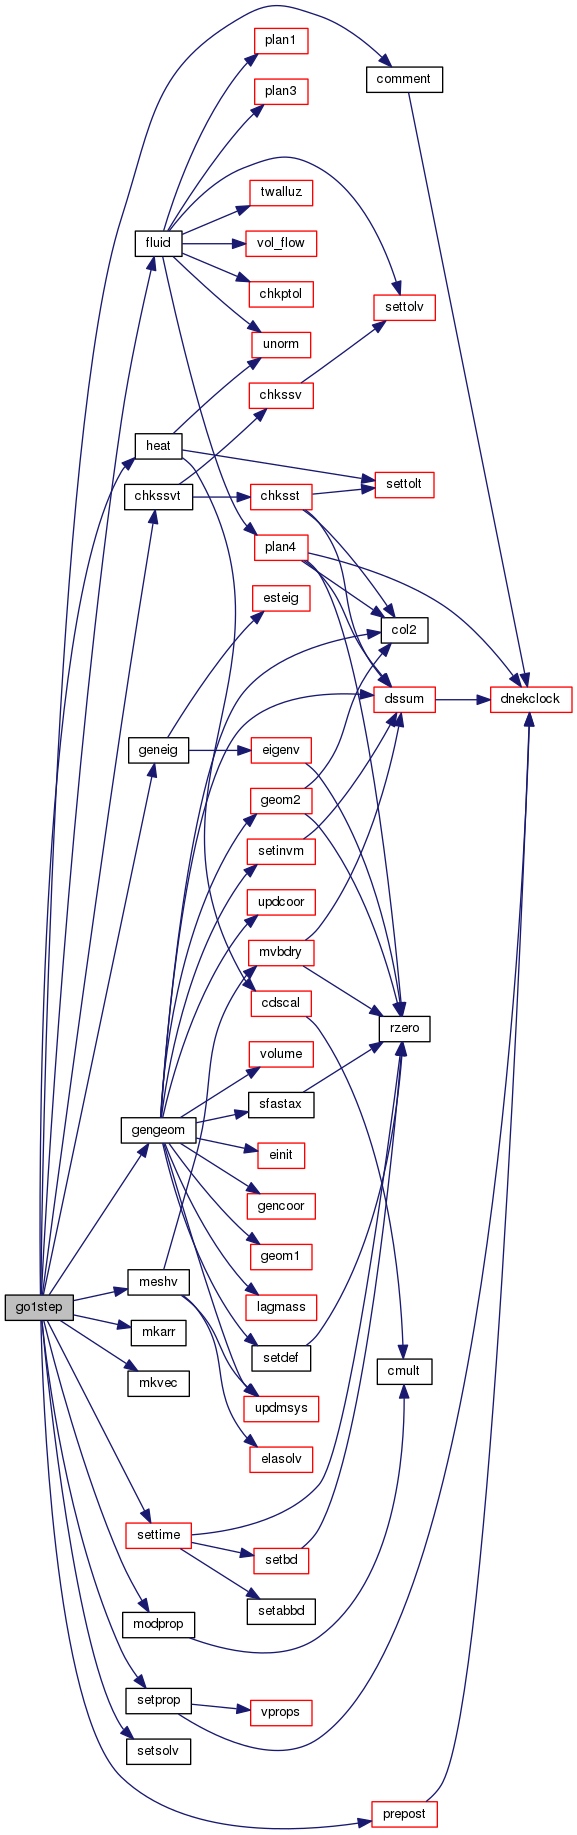 plan1
comment
plan3
twalluz
fluid
vol_flow
chkptol
settolv
unorm
chkssv
heat
settolt
chkssvt
chksst
plan4
esteig
col2
dssum
dnekclock
geneig
eigenv
geom2
setinvm
updcoor
mvbdry
cdscal
rzero
volume
sfastax
gengeom
einit
gencoor
geom1
meshv
lagmass
go1step
mkarr
setdef
cmult
mkvec
updmsys
elasolv
settime
setbd
setabbd
modprop
setprop
vprops
setsolv
prepost